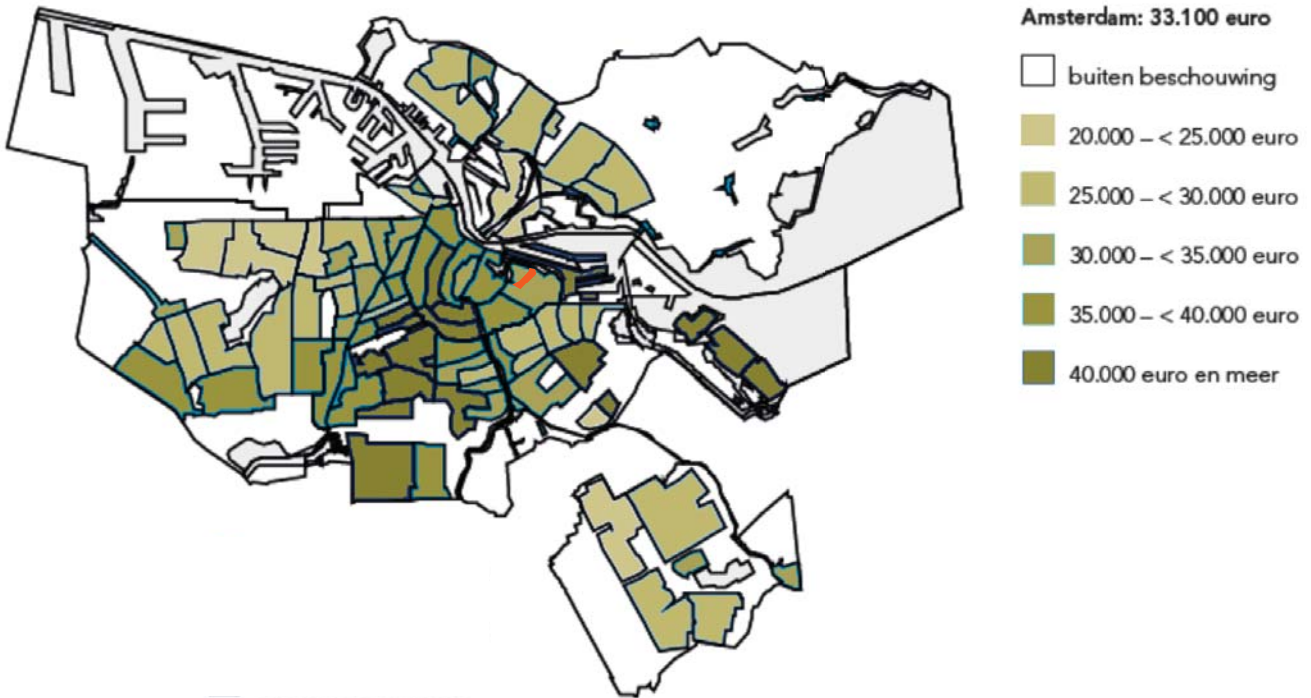 Amsterdam: 33.100 euro
buiten beschouwing
20.000 – < 25.000 euro
25.000 – < 30.000 euro
30.000 – < 35.000 euro
35.000 – < 40.000 euro
40.000 euro en meer